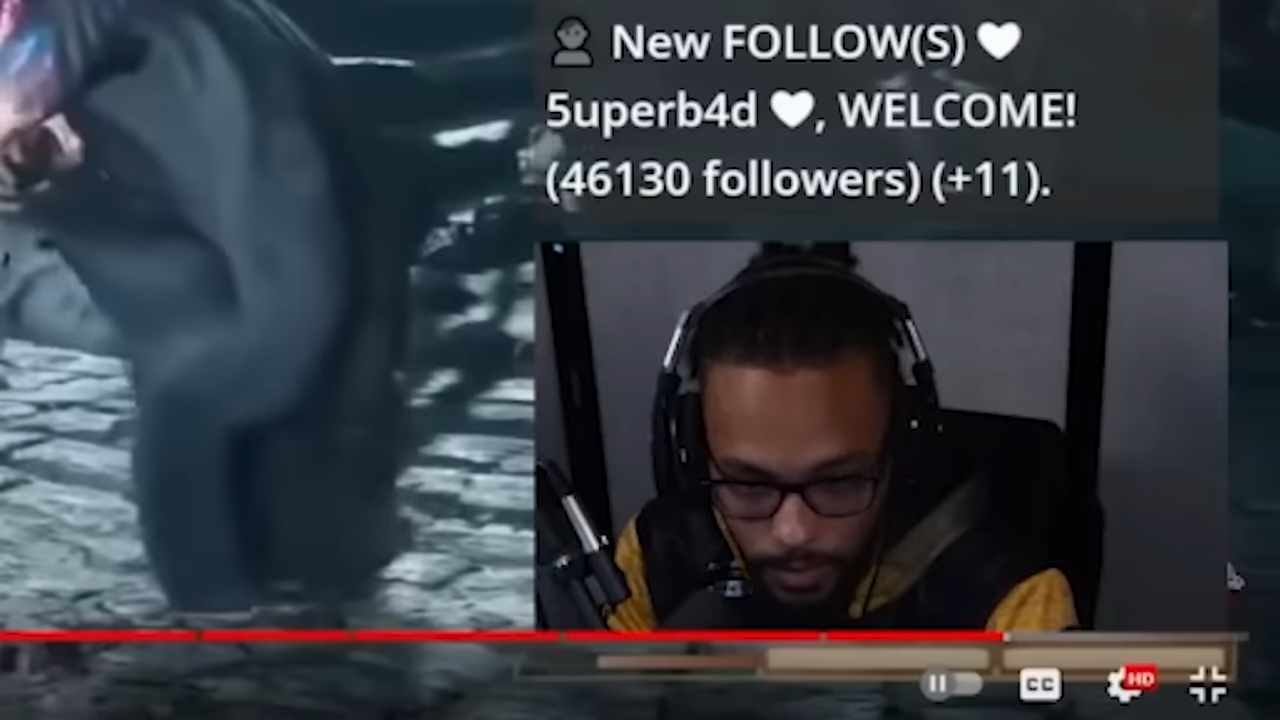 New FOLLOW(S)
5uperb4d 🤍, WELCOME!
(46130 followers) (+11).
CC
HD